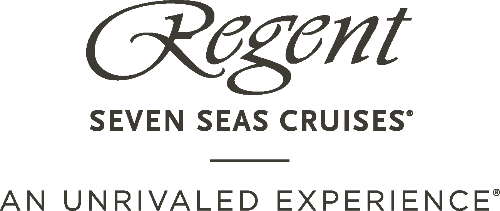 Regent
SEVEN SEAS CRUISES®
AN UNRIVALED EXPERIENCE®